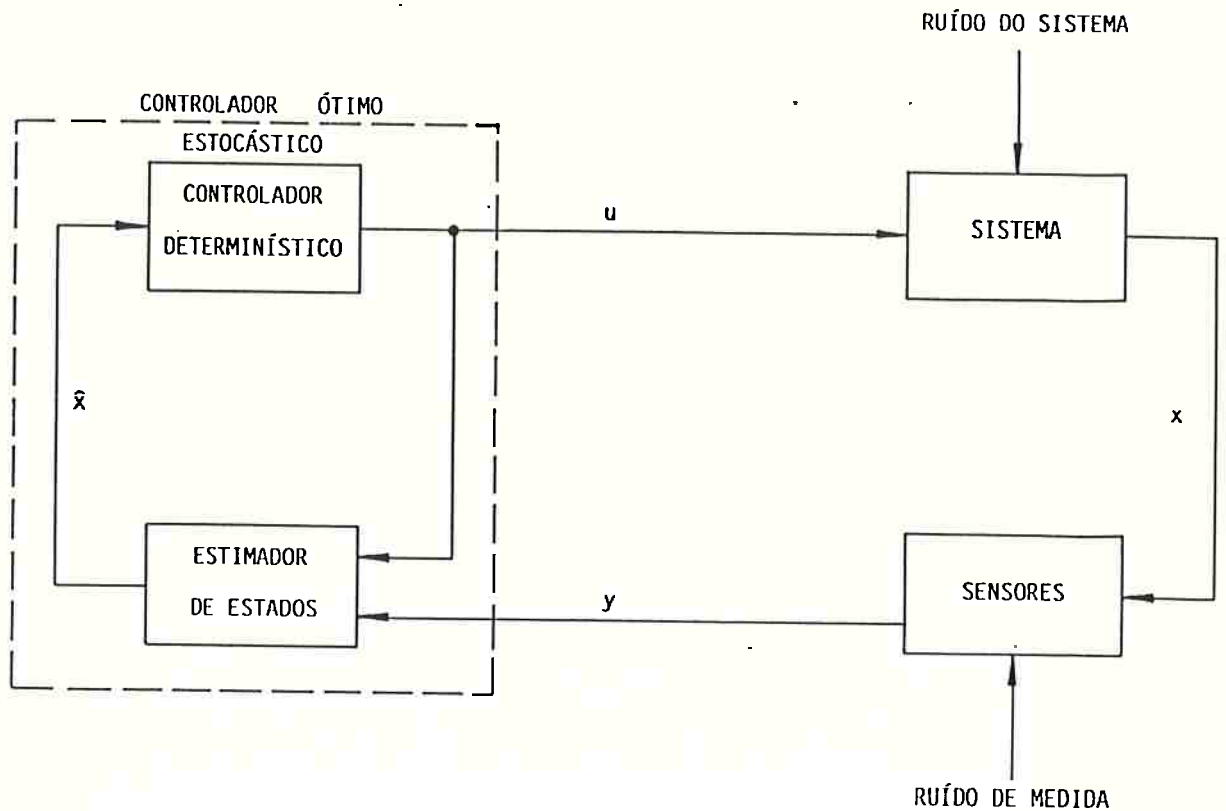 RUÍDO DO SISTEMA
CONTROLADOR ÓTIMO
ESTOCÁSTICO
CONTROLADOR
DETERMINÍSTICO
u
SISTEMA
x̂
x
ESTIMADOR
DE ESTADOS
y
SENSORES
RUÍDO DE MEDIDA